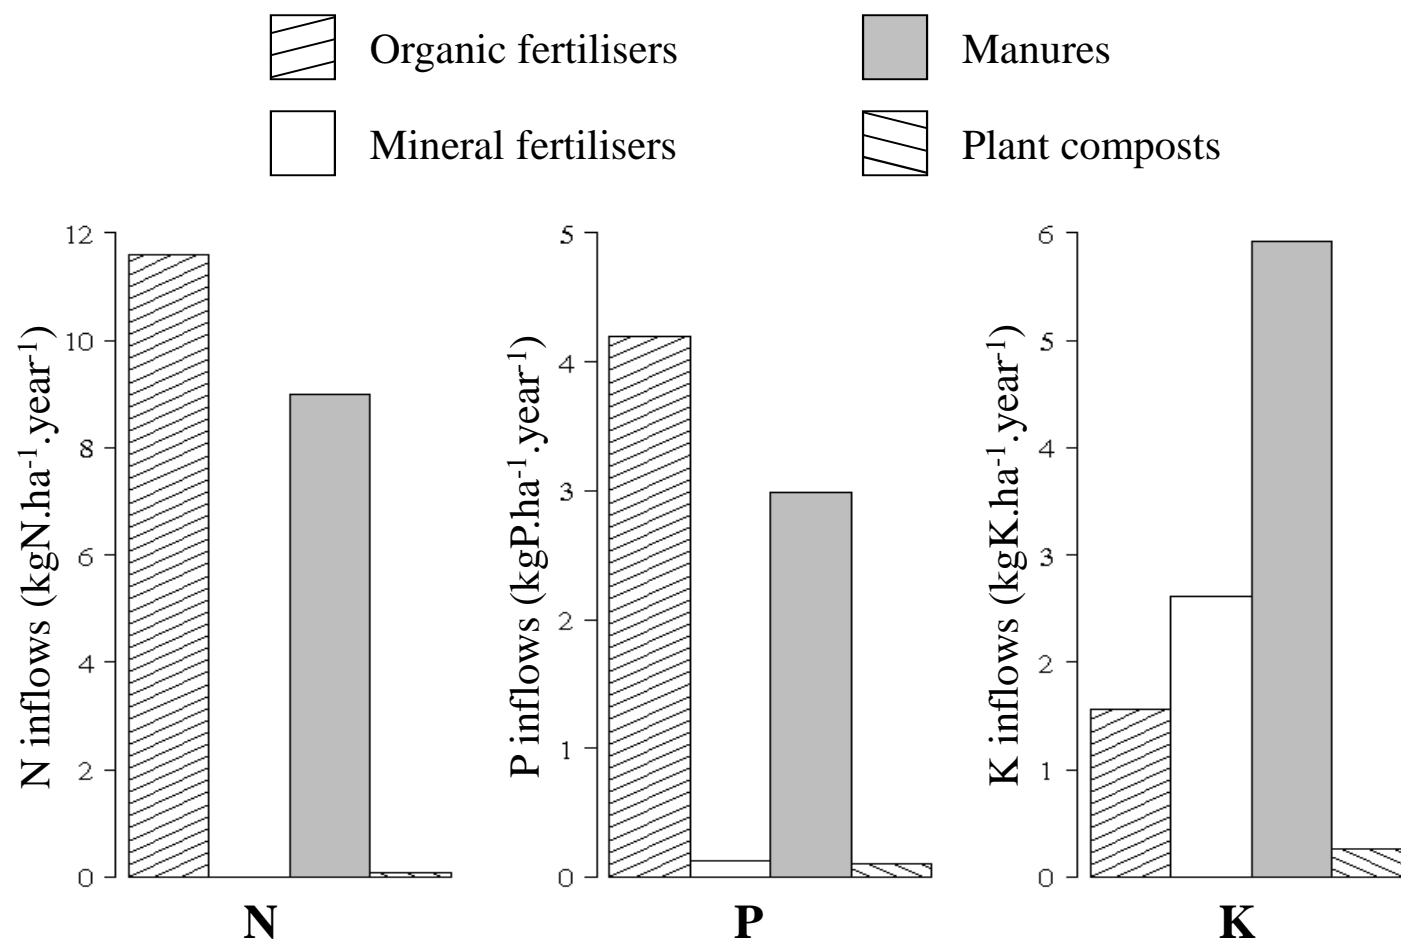 Organic fertilisers
Manures
Mineral fertilisers
Plant composts
N inflows (kgN.ha⁻¹.year⁻¹)
12
10
8
6
4
2
0
N
P inflows (kgP.ha⁻¹.year⁻¹)
5
4
3
2
1
0
P
K inflows (kgK.ha⁻¹.year⁻¹)
6
5
4
3
2
1
0
K